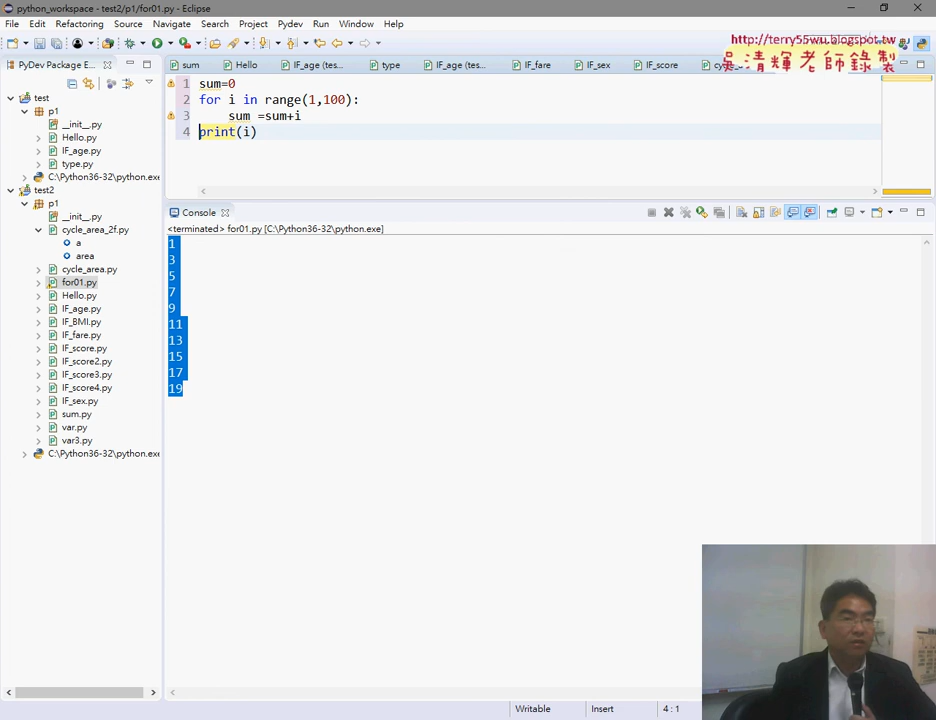 python_workspace - test2/p1/for01.py - Eclipse
File Edit Refactoring Source Navigate Search Project Pydev Run Window Help
http://terry55wu.blogspot.tw
吳清輝老師錄製
PyDev Package E...
sum Hello IF_age (tes... type IF_age (tes... IF_fare IF_sex IF_score
test
p1
__init__.py
Hello.py
IF_age.py
type.py
C:\Python36-32\python.exe
test2
p1
__init__.py
cycle_area_2f.py
a
area
cycle_area.py
for01.py
Hello.py
IF_age.py
IF_BMI.py
IF_fare.py
IF_score.py
IF_score2.py
IF_score3.py
IF_score4.py
IF_sex.py
sum.py
var.py
var3.py
C:\Python36-32\python.exe
1 sum=0
2 for i in range(1,100):
3 sum =sum+i
4 print(i)
Console
<terminated> for01.py [C:\Python36-32\python.exe]
1
3
5
7
9
11
13
15
17
19
Writable Insert 4 : 1